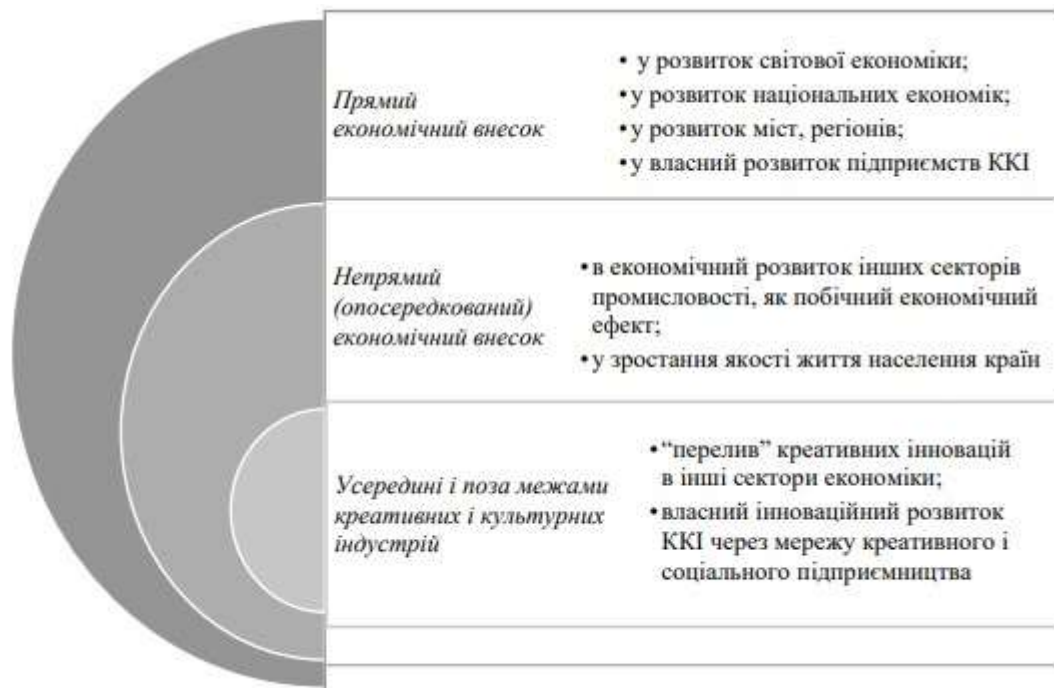 Прямий
економічний внесок
• у розвиток світової економіки;
• у розвиток національних економік;
• у розвиток міст, регіонів;
• у власний розвиток підприємств ККІ
Непрямий
(опосередкований)
економічний внесок
• в економічний розвиток інших секторів
промисловості, як побічний економічний
ефект;
• у зростання якості життя населення країн
Усередині і поза межами
креативних і культурних
індустрій
• “перелив” креативних інновацій
в інші сектори економіки;
• власний інноваційний розвиток
ККІ через мережу креативного і
соціального підприємництва